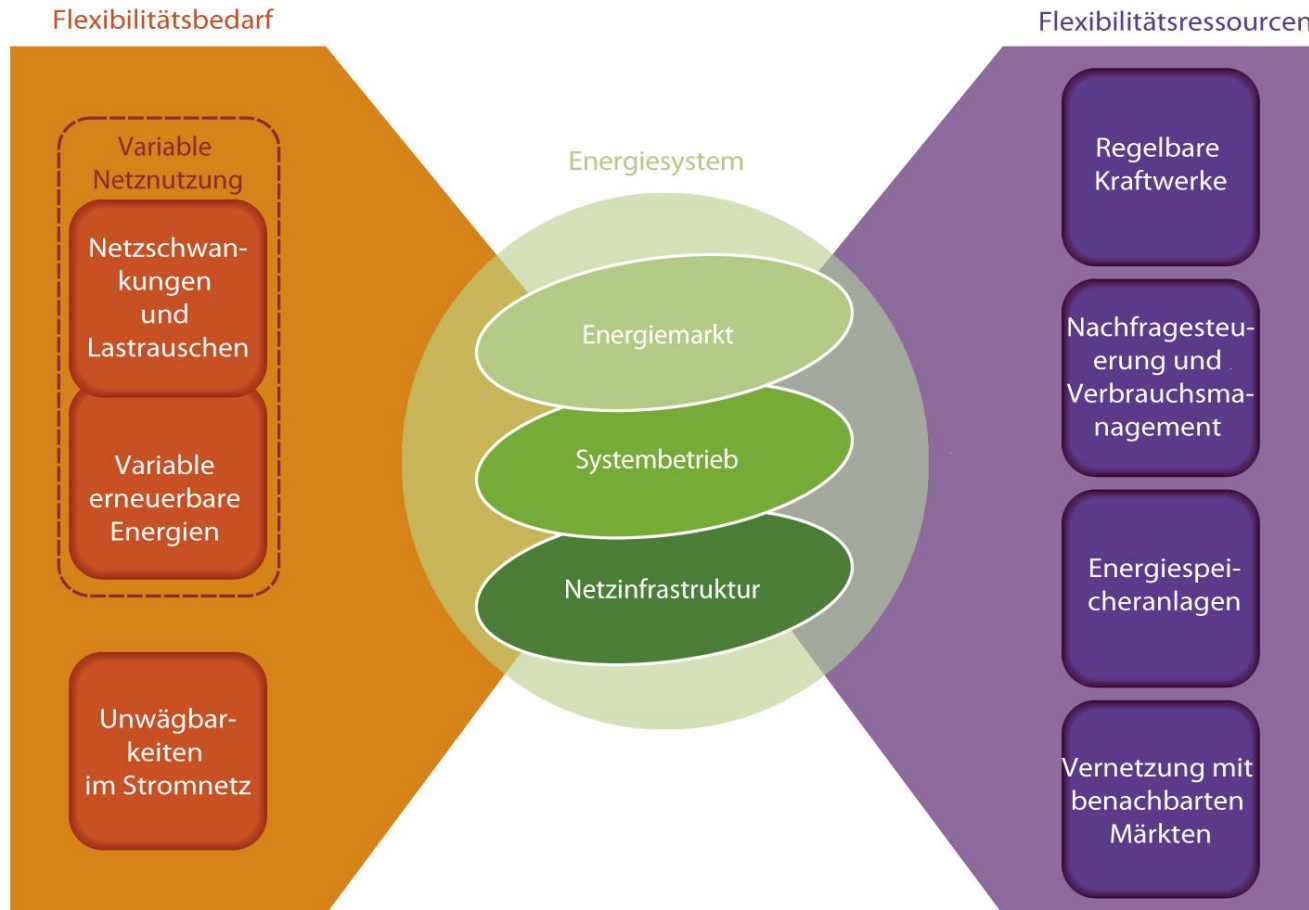 Flexibilitätsbedarf
Variable
Netznutzung
Netzschwan-
kungen
und
Lastrauschen
Variable
erneuerbare
Energien
Unwägbar-
keiten
im Stromnetz
Energiesystem
Energiemarkt
Systembetrieb
Netzinfrastruktur
Flexibilitätsressourcen
Regelbare
Kraftwerke
Nachfragesteu-
erung und
Verbrauchsma-
nagement
Energiespei-
cheranlagen
Vernetzung mit
benachbarten
Märkten